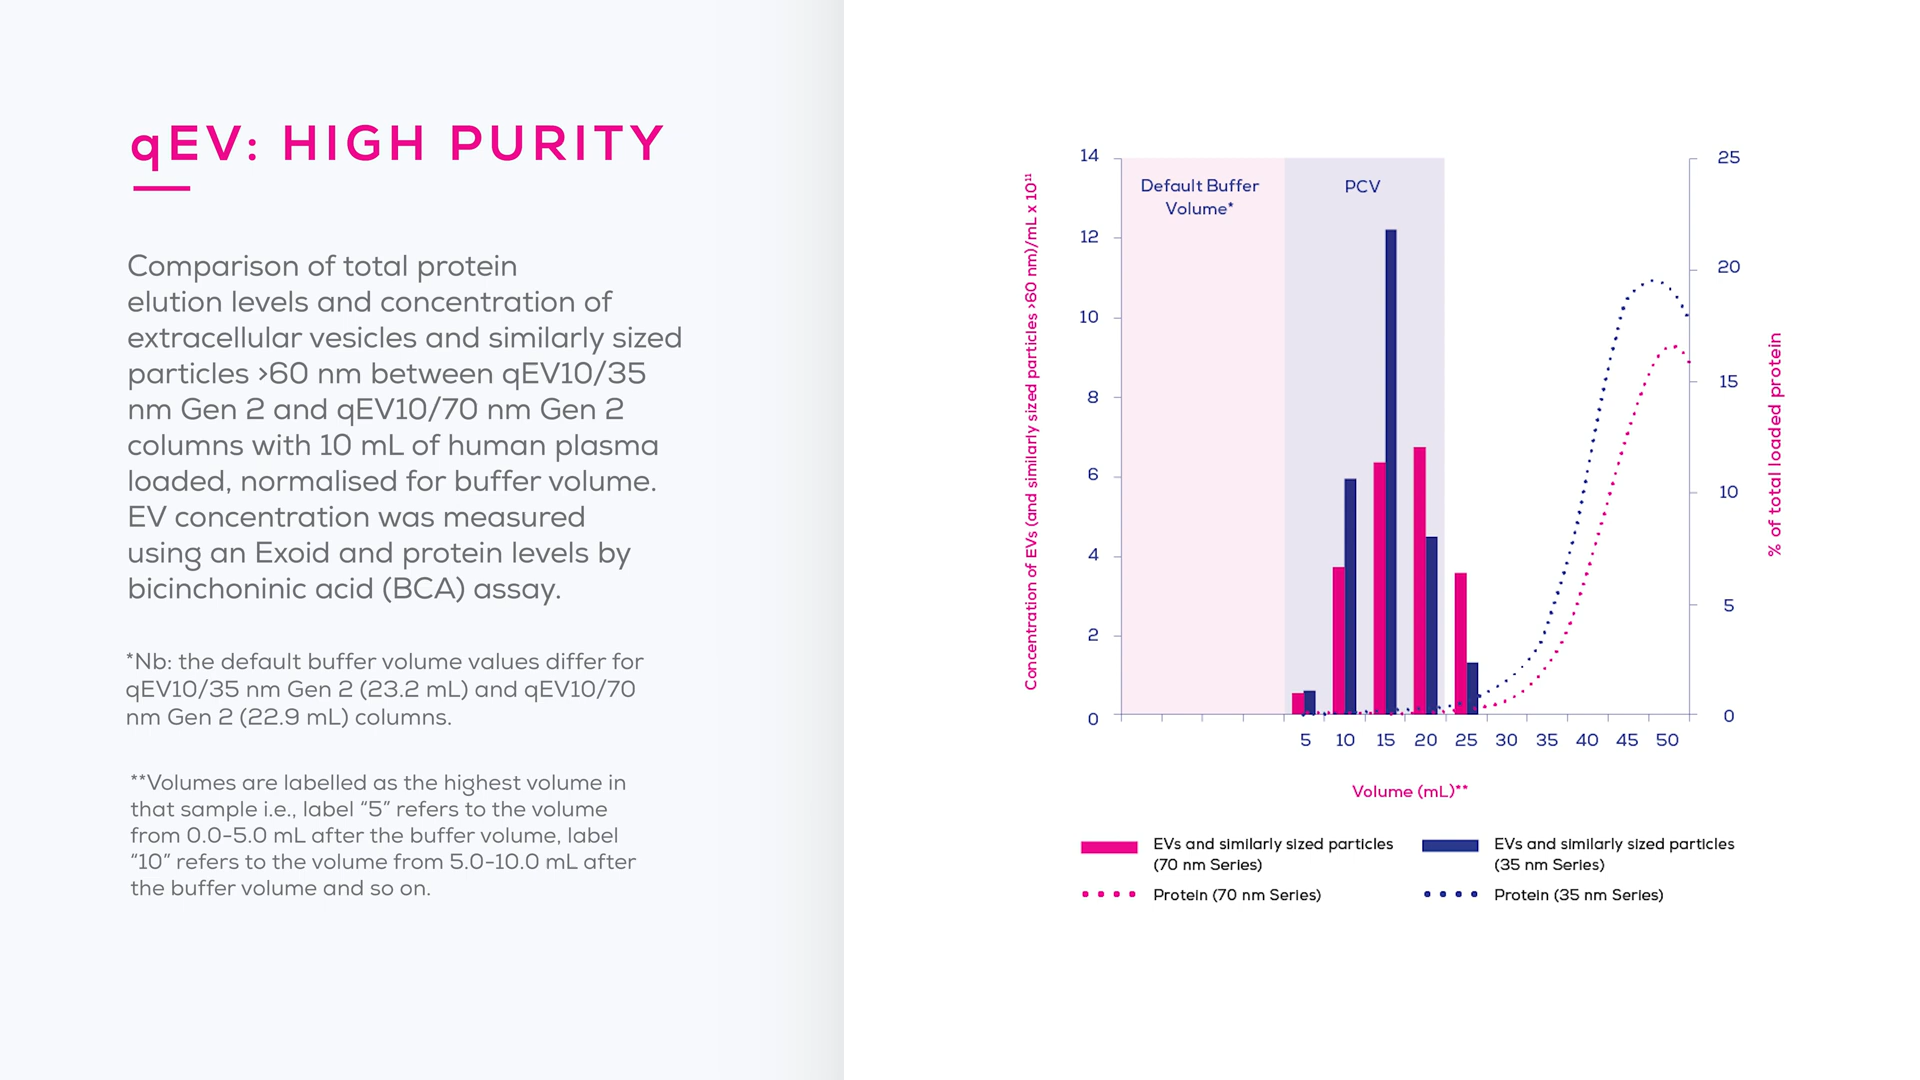 qEV: HIGH PURITY
Comparison of total protein
elution levels and concentration of
extracellular vesicles and similarly sized
particles >60 nm between qEV10/35
nm Gen 2 and qEV10/70 nm Gen 2
columns with 10 mL of human plasma
loaded, normalised for buffer volume.
EV concentration was measured
using an Exoid and protein levels by
bicinchoninic acid (BCA) assay.
*Nb: the default buffer volume values differ for
qEV10/35 nm Gen 2 (23.2 mL) and qEV10/70
nm Gen 2 (22.9 mL) columns.
**Volumes are labelled as the highest volume in
that sample i.e., label “5” refers to the volume
from 0.0-5.0 mL after the buffer volume, label
“10” refers to the volume from 5.0-10.0 mL after
the buffer volume and so on.
Concentration of EVs (and similarly sized particles >60 nm)/mL x 10¹¹
14
12
10
8
6
4
2
0
Default Buffer
Volume*
PCV
25
20
15
10
5
0
% of total loaded protein
5 10 15 20 25 30 35 40 45 50
Volume (mL)**
EVs and similarly sized particles
(70 nm Series)
EVs and similarly sized particles
(35 nm Series)
Protein (70 nm Series)
Protein (35 nm Series)